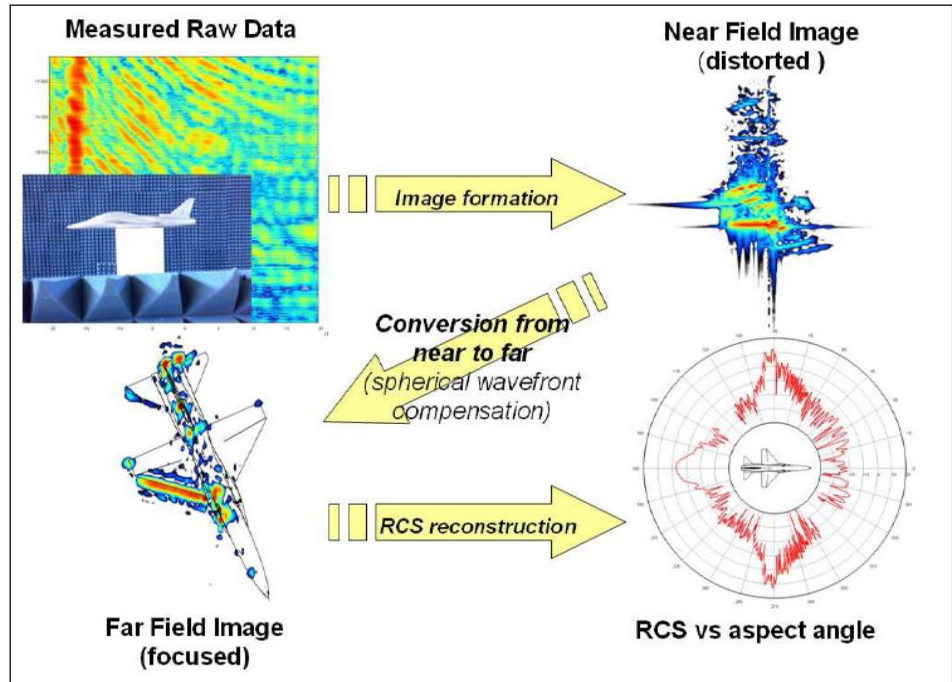 Measured Raw Data
Near Field Image
(distorted )
Image formation
Conversion from
near to far
(spherical wavefront
compensation)
RCS reconstruction
Far Field Image
(focused)
RCS vs aspect angle